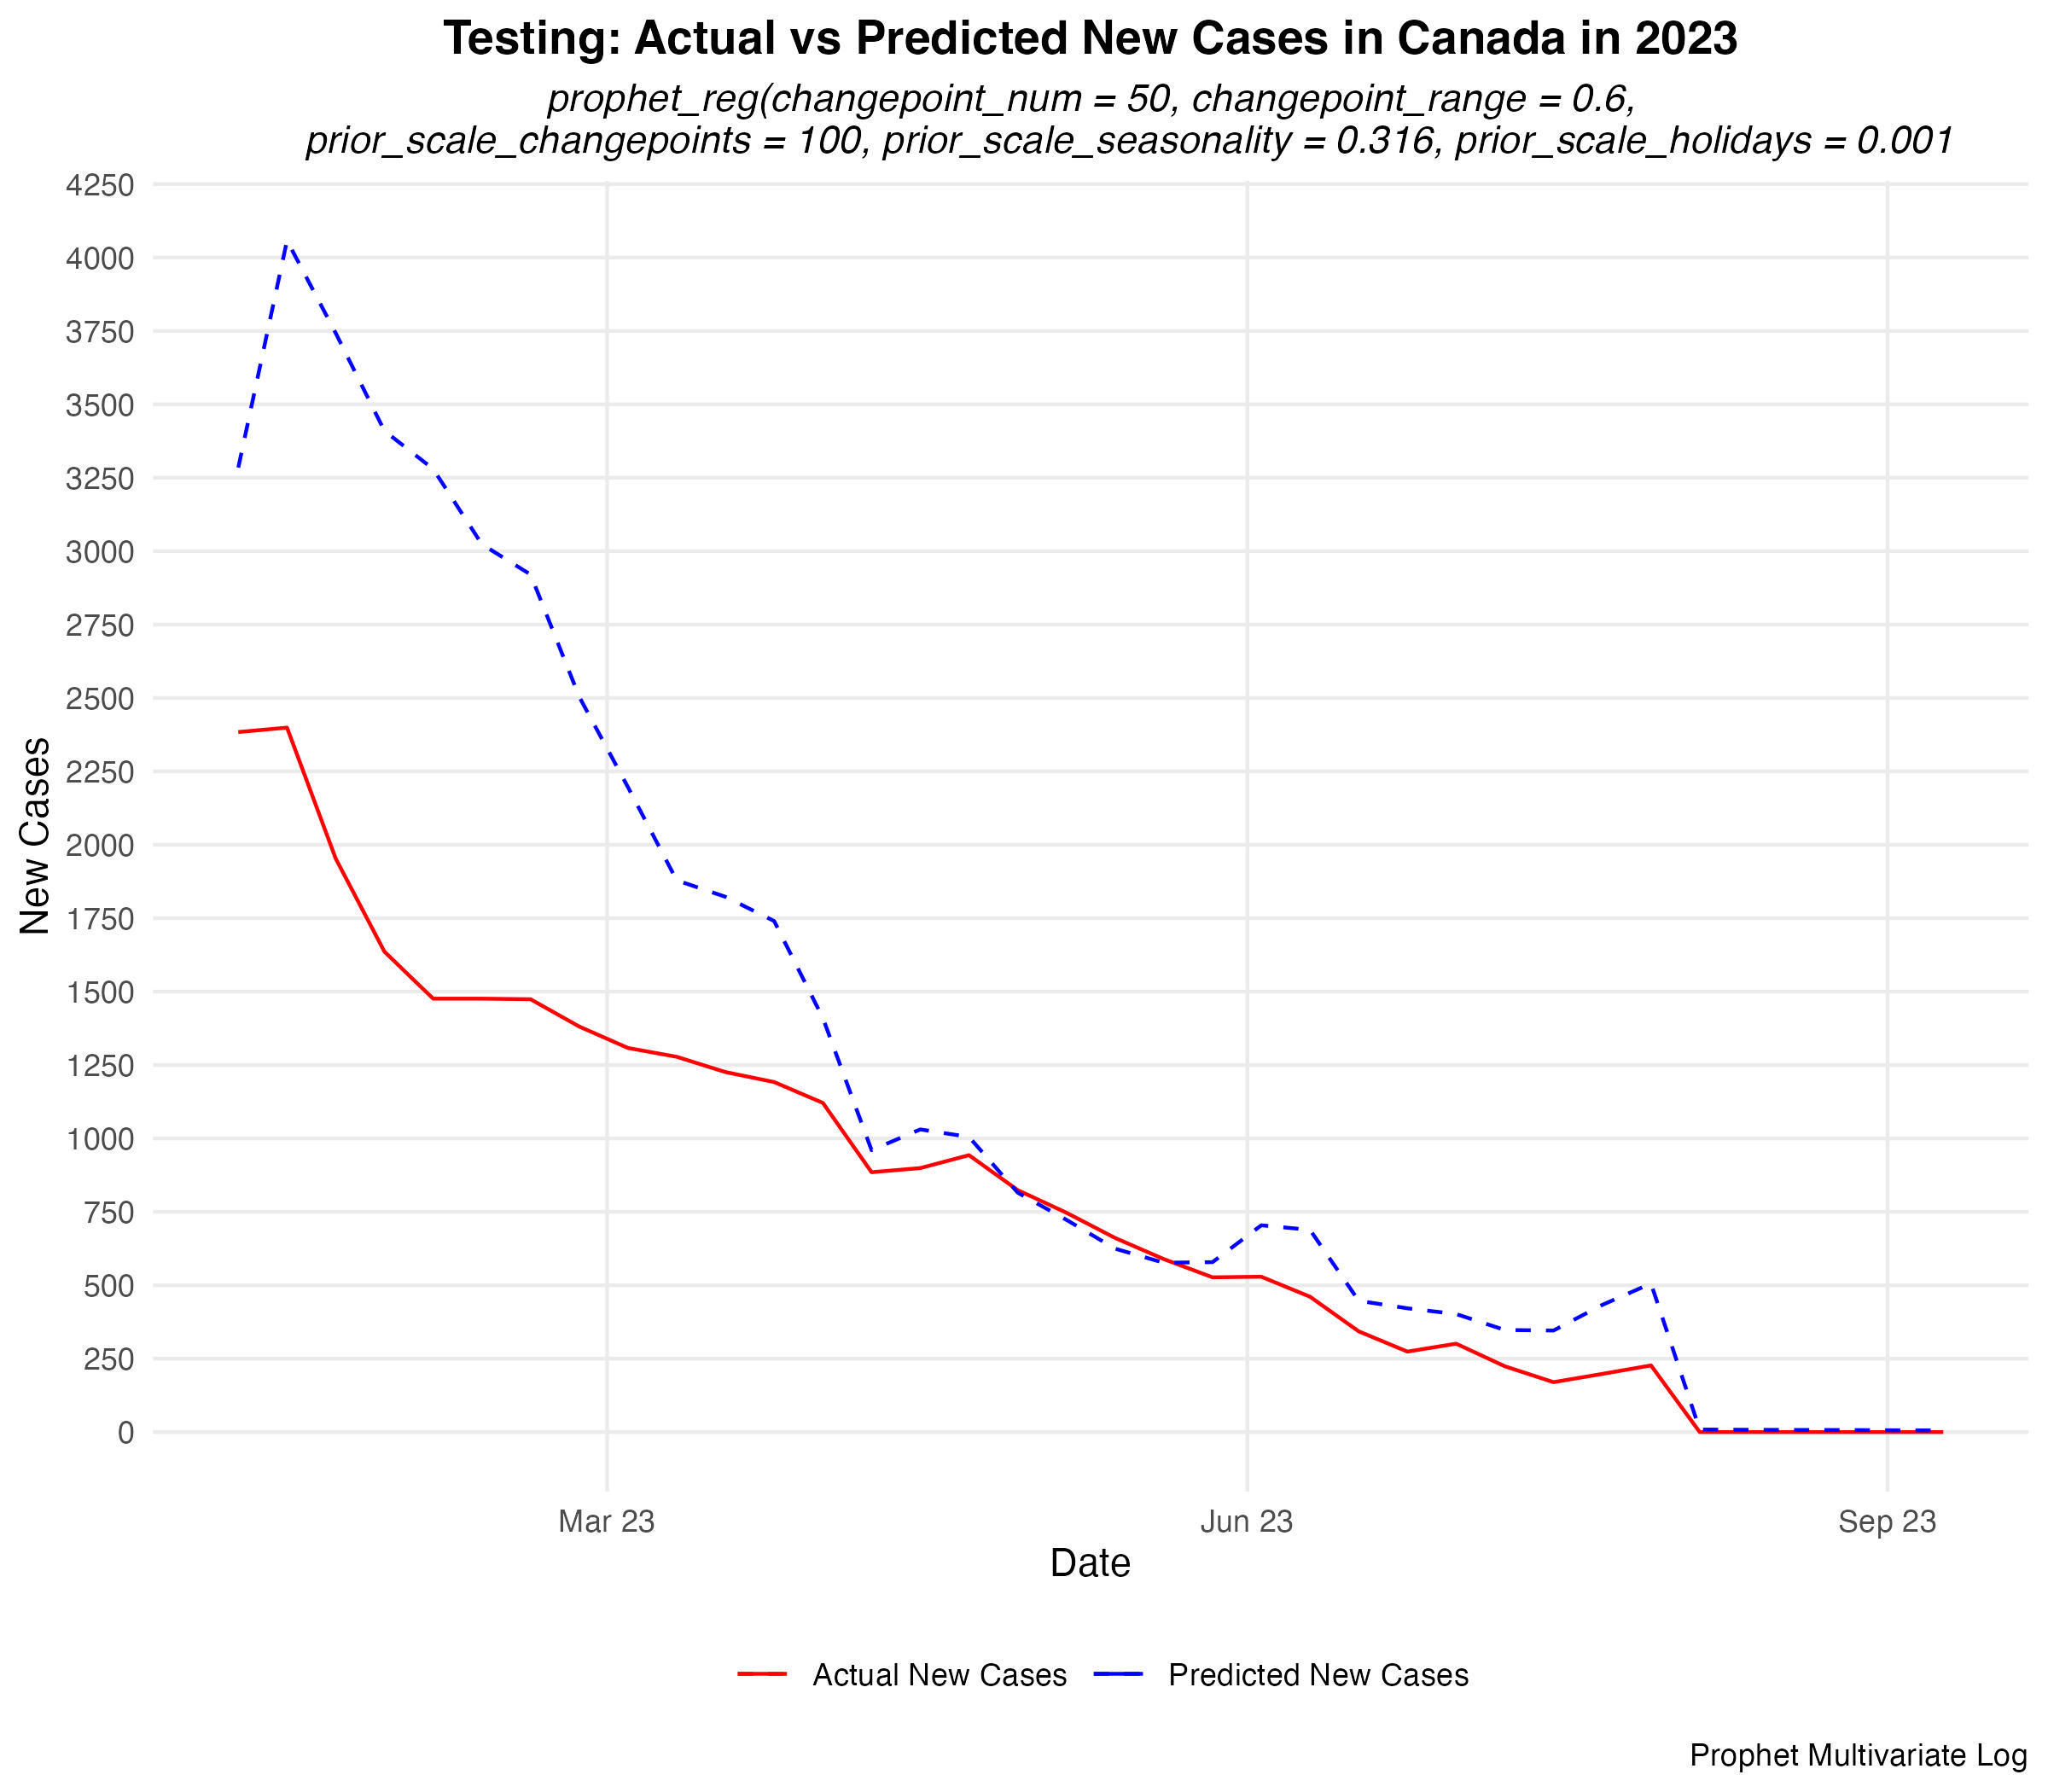 Testing: Actual vs Predicted New Cases in Canada in 2023
prophet_reg(changepoint_num = 50, changepoint_range = 0.6,
prior_scale_changepoints = 100, prior_scale_seasonality = 0.316, prior_scale_holidays = 0.001
4250
4000
3750
3500
3250
3000
2750
2500
2250
2000
1750
1500
1250
1000
750
500
250
0
New Cases
Mar 23
Jun 23
Sep 23
Date
Actual New Cases
Predicted New Cases
Prophet Multivariate Log